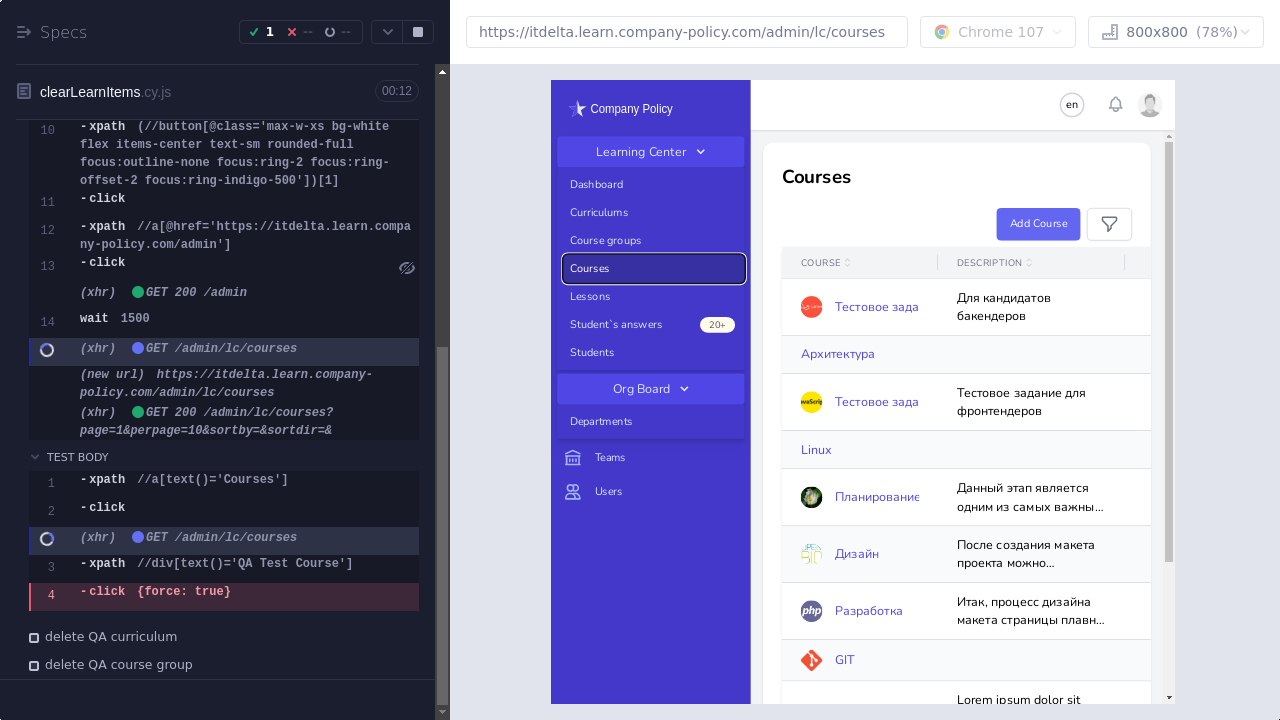 Specs
1
--
--
clearLearnItems.cy.js
00:12
10 -xpath (//button[@class='max-w-xs bg-white
flex items-center text-sm rounded-full
focus:outline-none focus:ring-2 focus:ring-
offset-2 focus:ring-indigo-500'])[1]
11 -click
12 -xpath //a[@href='https://itdelta.learn.compa
ny-policy.com/admin']
13 -click
(xhr) GET 200 /admin
14 wait 1500
(xhr) GET /admin/lc/courses
(new url) https://itdelta.learn.company-
policy.com/admin/lc/courses
(xhr) GET 200 /admin/lc/courses?
page=1&perpage=10&sortby=&sortdir=&
TEST BODY
1 -xpath //a[text()='Courses']
2 -click
(xhr) GET /admin/lc/courses
3 -xpath //div[text()='QA Test Course']
4 -click {force: true}
delete QA curriculum
delete QA course group
https://itdelta.learn.company-policy.com/admin/lc/courses
Chrome 107
800x800 (78%)
Company Policy
Learning Center
Dashboard
Curriculums
Course groups
Courses
Lessons
Student`s answers 20+
Students
Org Board
Departments
Teams
Users
en
Courses
Add Course
COURSE DESCRIPTION
Тестовое зада
Для кандидатов
бакендеров
Архитектура
Тестовое зада
Тестовое задание для
фронтендеров
Linux
Планирование
Данный этап является
одним из самых важны...
Дизайн
После создания макета
проекта можно...
php
Разработка
Итак, процесс дизайна
макета страницы плавн...
GIT
Lorem ipsum dolor sit